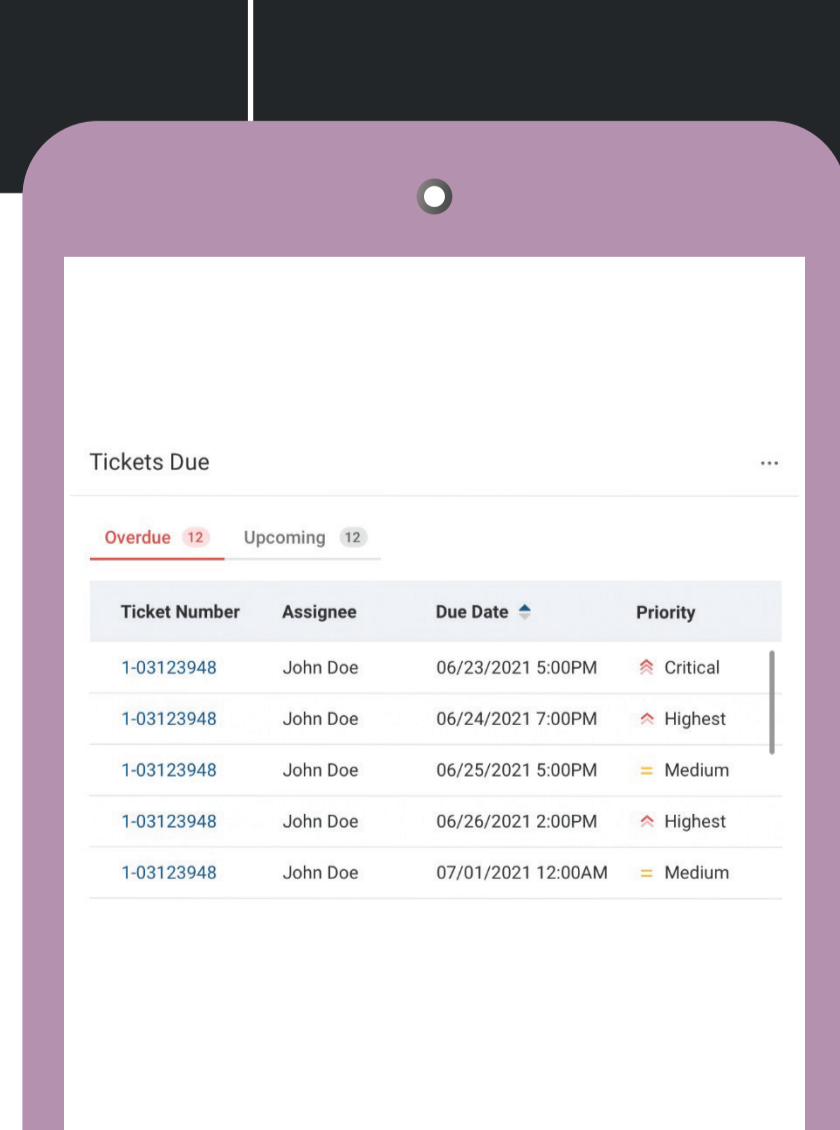 Tickets Due ...
Overdue 12 Upcoming 12
Ticket Number Assignee Due Date Priority
1-03123948 John Doe 06/23/2021 5:00PM Critical
1-03123948 John Doe 06/24/2021 7:00PM Highest
1-03123948 John Doe 06/25/2021 5:00PM Medium
1-03123948 John Doe 06/26/2021 2:00PM Highest
1-03123948 John Doe 07/01/2021 12:00AM Medium